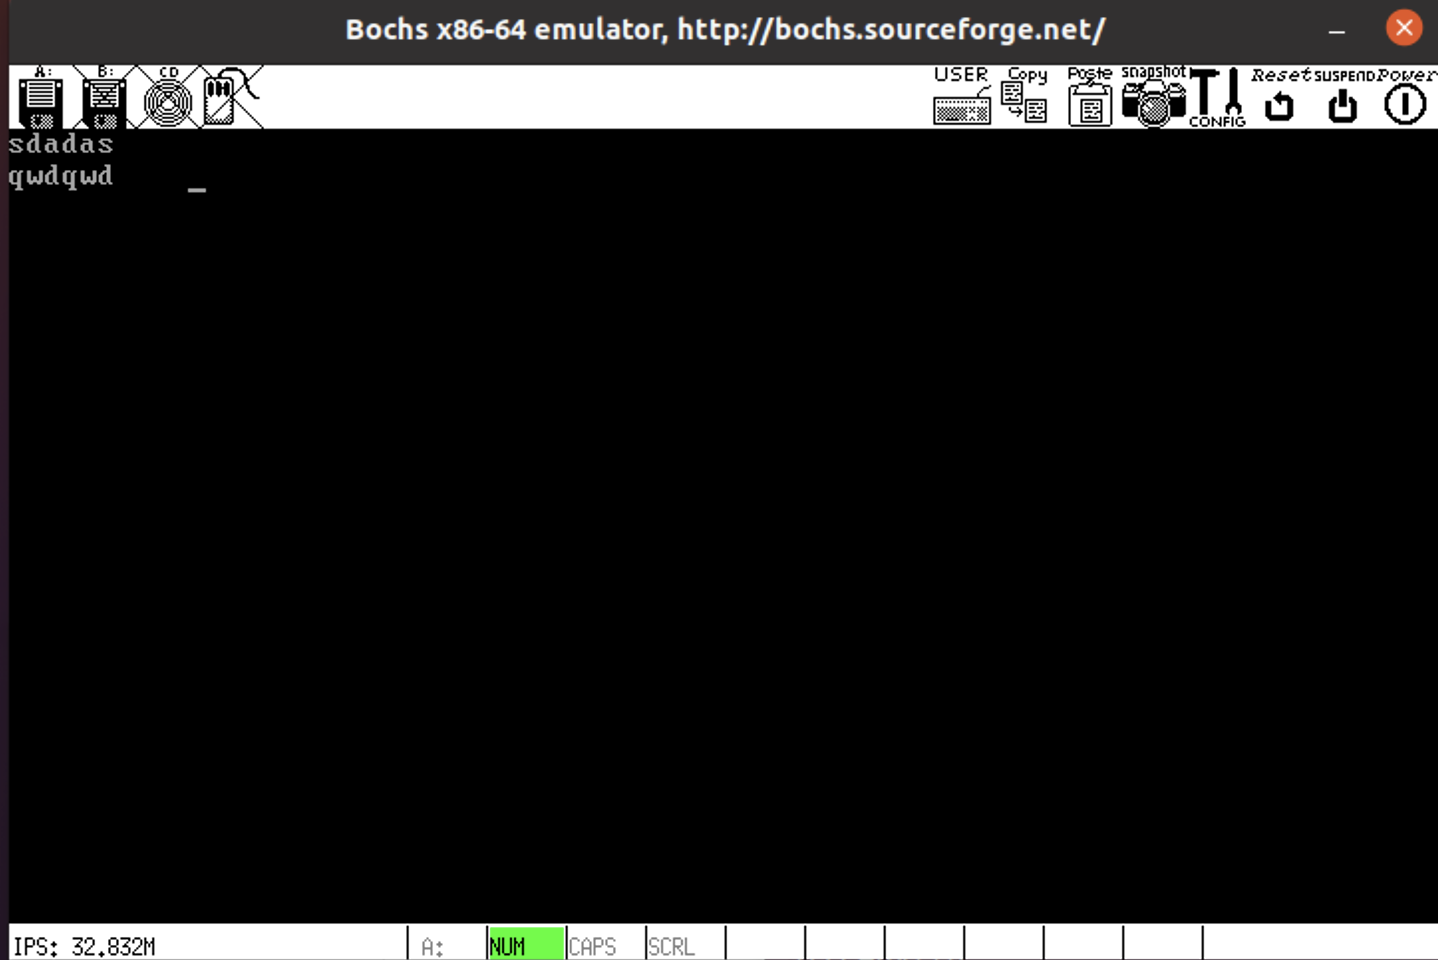 Bochs x86-64 emulator, http://bochs.sourceforge.net/
A: B: CD USER Copy Paste snapshot CONFIG Reset SUSPEND Power
sdadas
qwdqwd _
IPS: 32.832M A: NUM CAPS SCRL